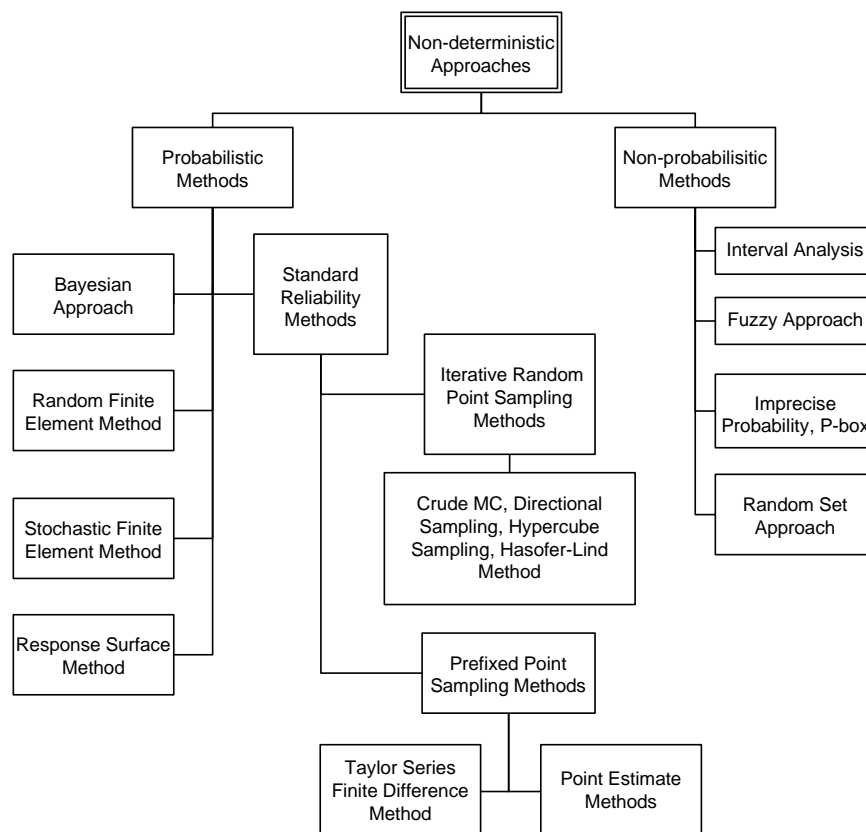 Non-deterministic
Approaches
Probabilistic
Methods
Non-probabilisitic
Methods
Bayesian
Approach
Standard
Reliability
Methods
Interval Analysis
Fuzzy Approach
Random Finite
Element Method
Iterative Random
Point Sampling
Methods
Imprecise
Probability, P-box
Stochastic Finite
Element Method
Crude MC, Directional
Sampling, Hypercube
Sampling, Hasofer-Lind
Method
Random Set
Approach
Response Surface
Method
Prefixed Point
Sampling Methods
Taylor Series
Finite Difference
Method
Point Estimate
Methods